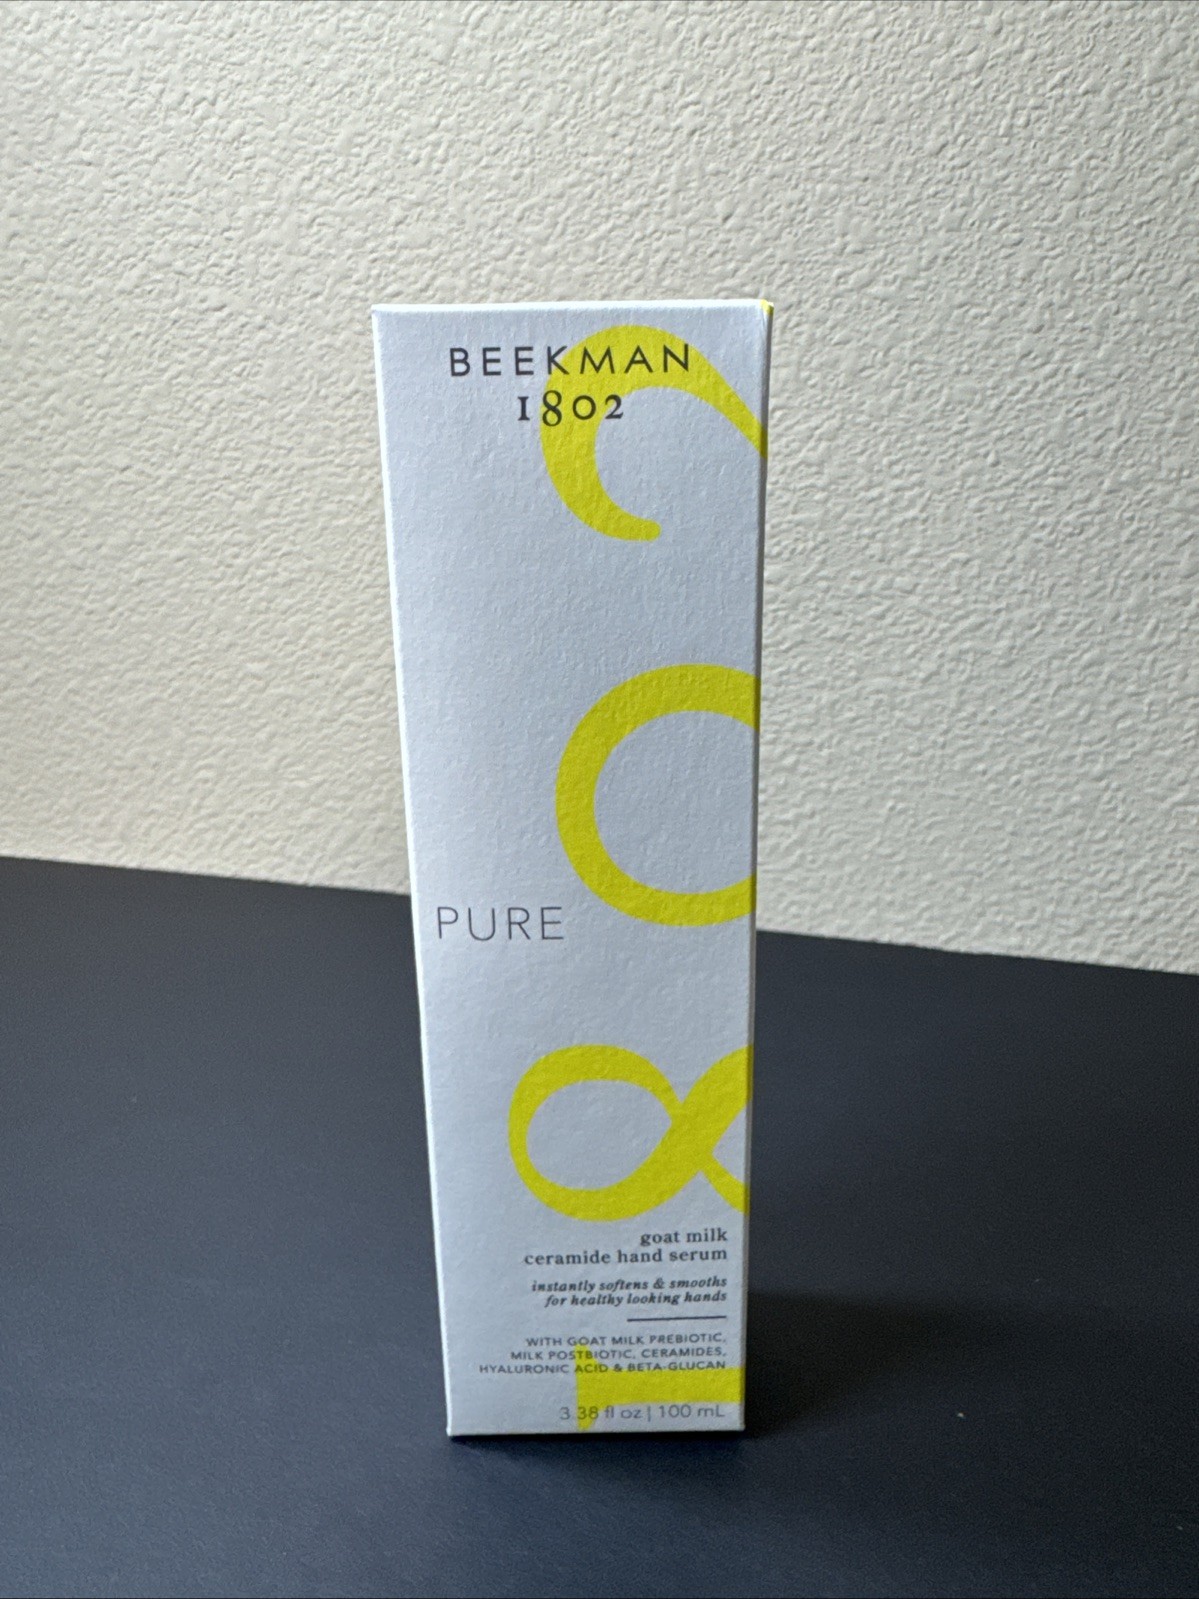 BEEKMAN
1802
PURE
goat milk
ceramide hand serum
instantly softens & smooths
for healthy looking hands
WITH GOAT MILK PREBIOTIC,
MILK POSTBIOTIC, CERAMIDES,
HYALURONIC ACID & BETA-GLUCAN
3.38 fl oz | 100 mL
1802